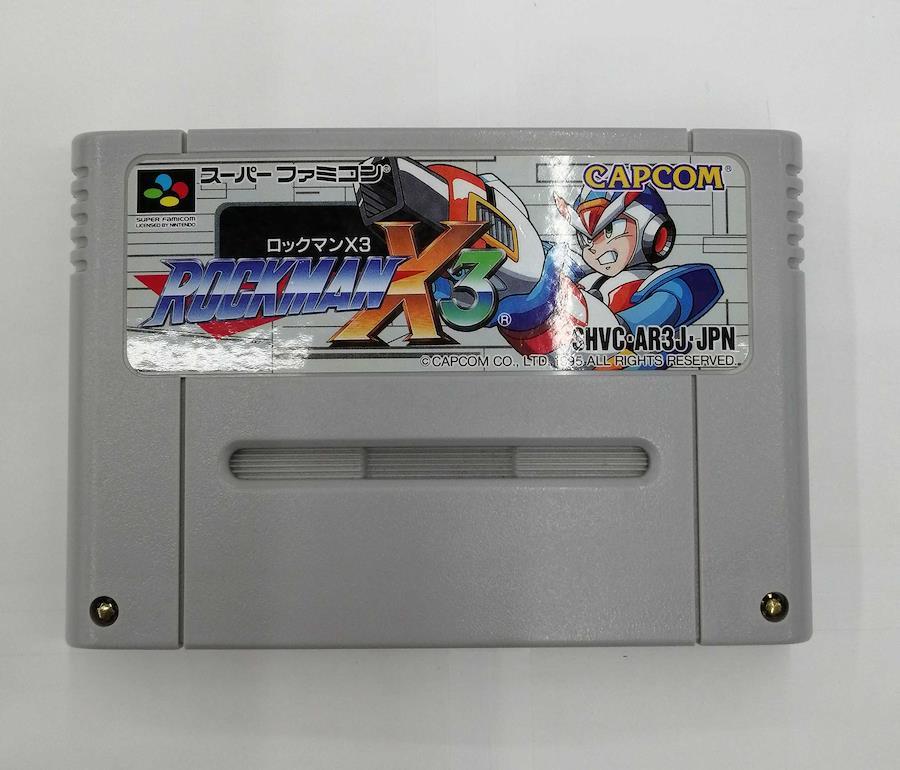 スーパーファミコン®
CAPCOM®
SUPER FAMICOM
LICENSED BY NINTENDO
ロックマンX3
ROCKMAN X3®
SHVC-AR3J-JPN
©CAPCOM CO., LTD. 1995 ALL RIGHTS RESERVED.